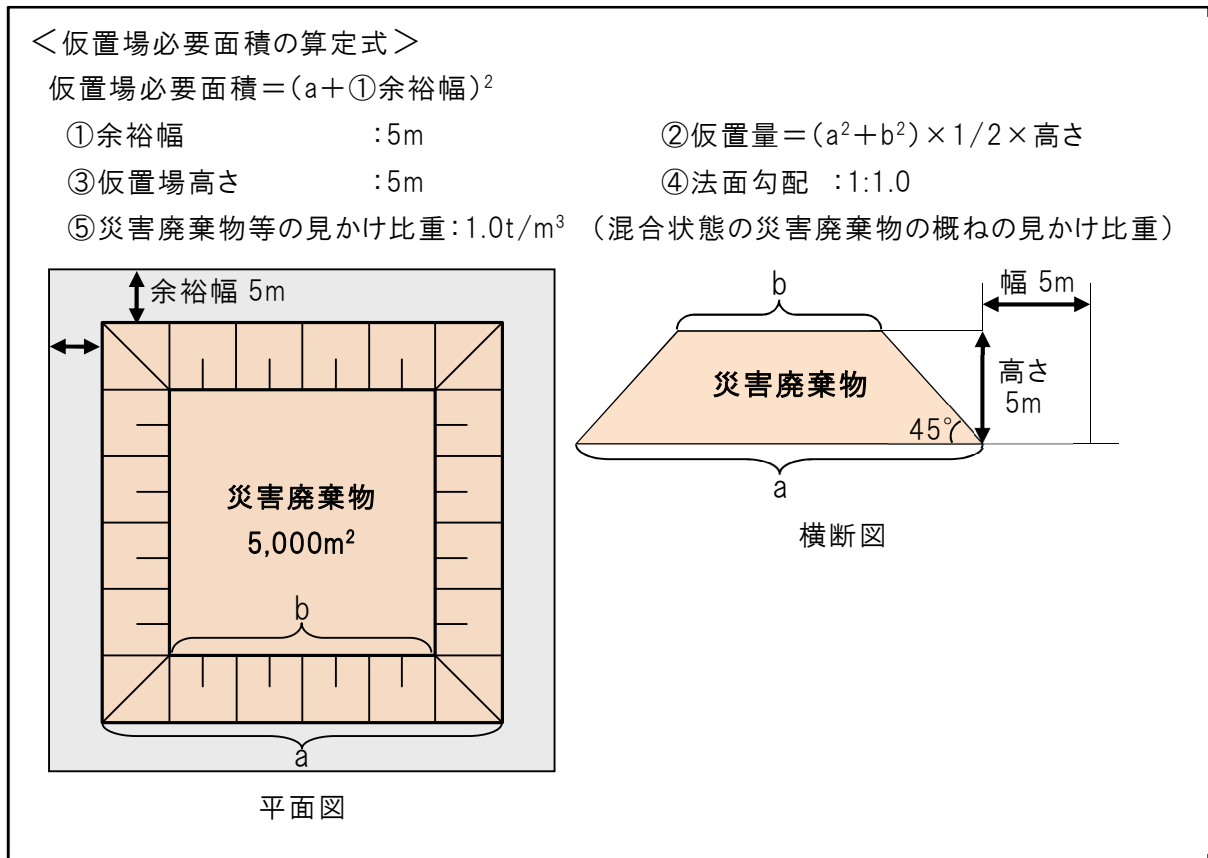 ＜仮置場必要面積の算定式＞
仮置場必要面積＝(a＋①余裕幅)²
①余裕幅　：5m　②仮置量＝(a²＋b²)×1/2×高さ
③仮置場高さ　：5m　④法面勾配　：1:1.0
⑤災害廃棄物等の見かけ比重：1.0t/m³　(混合状態の災害廃棄物の概ねの見かけ比重)
余裕幅 5m
災害廃棄物
5,000m²
b
a
平面図
b
幅 5m
災害廃棄物
高さ
5m
45°
a
横断図